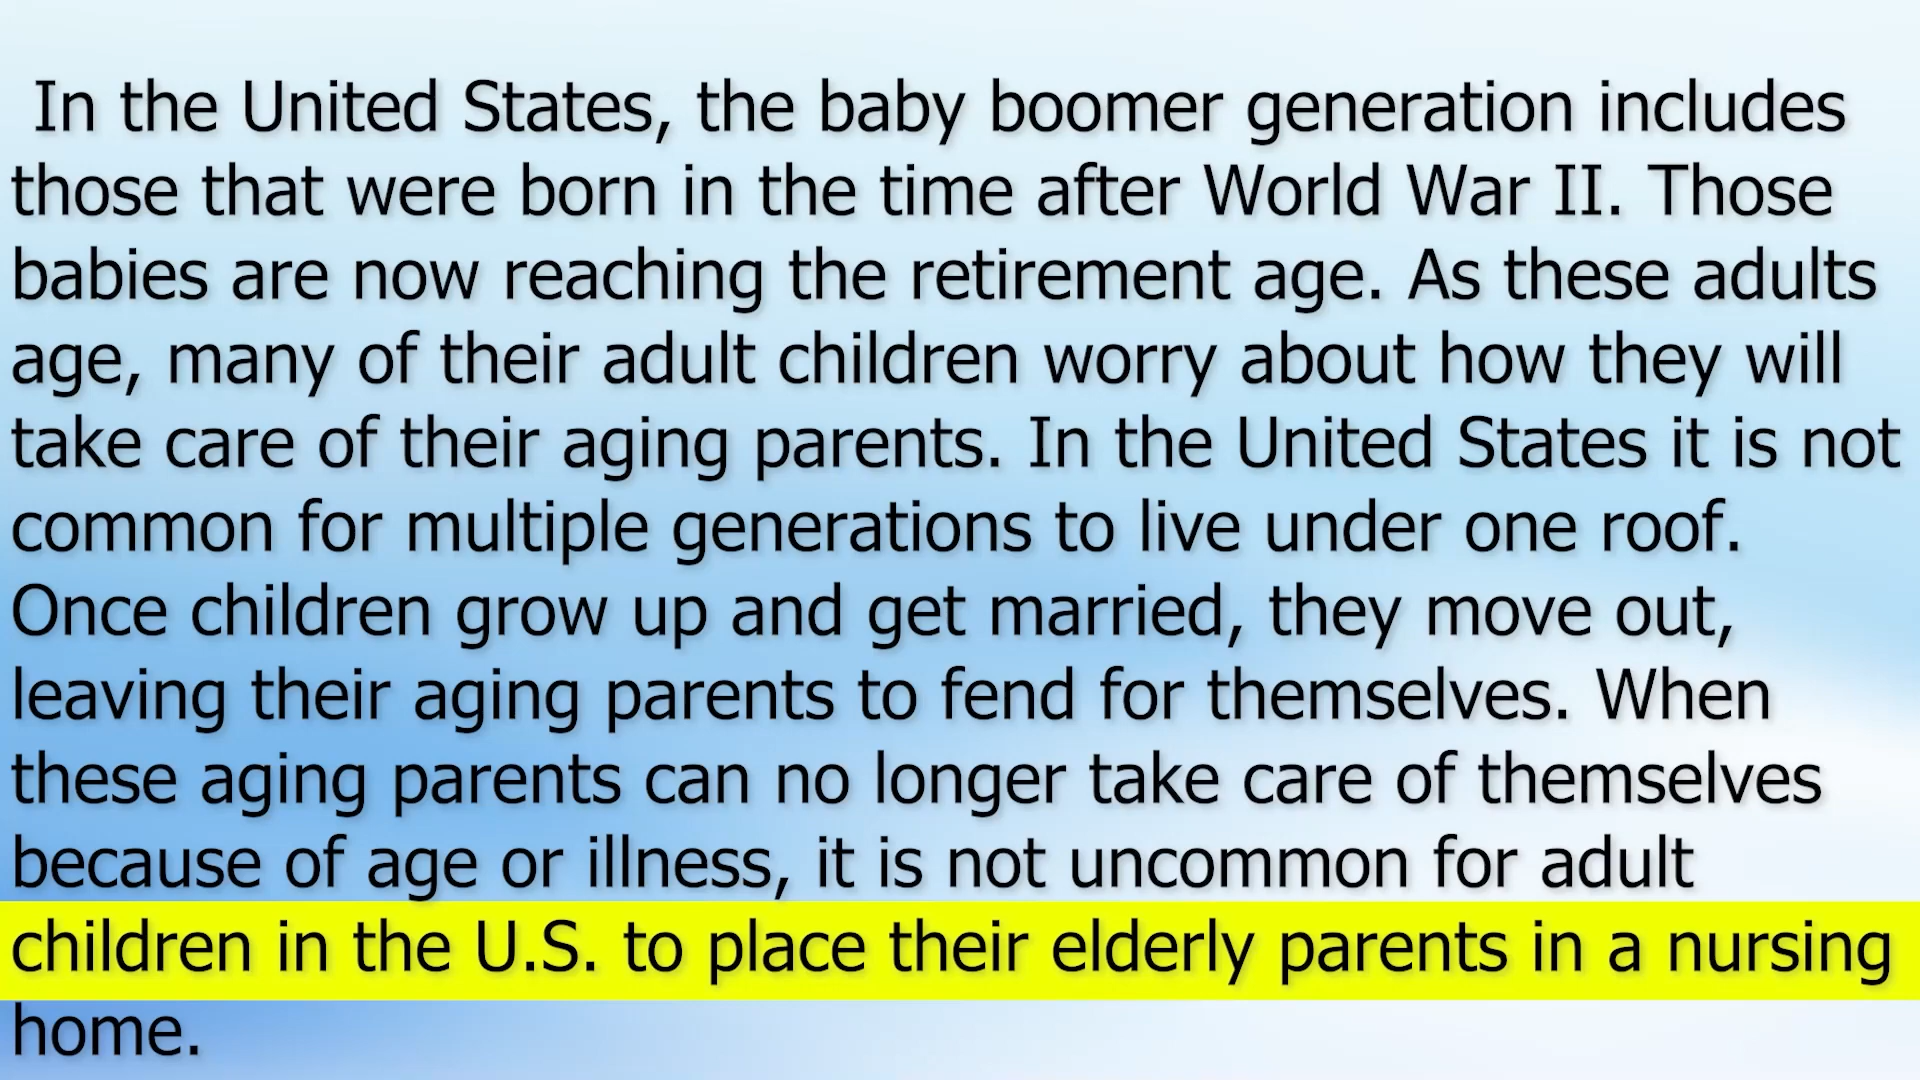 In the United States, the baby boomer generation includes
those that were born in the time after World War II. Those
babies are now reaching the retirement age. As these adults
age, many of their adult children worry about how they will
take care of their aging parents. In the United States it is not
common for multiple generations to live under one roof.
Once children grow up and get married, they move out,
leaving their aging parents to fend for themselves. When
these aging parents can no longer take care of themselves
because of age or illness, it is not uncommon for adult
children in the U.S. to place their elderly parents in a nursing
home.